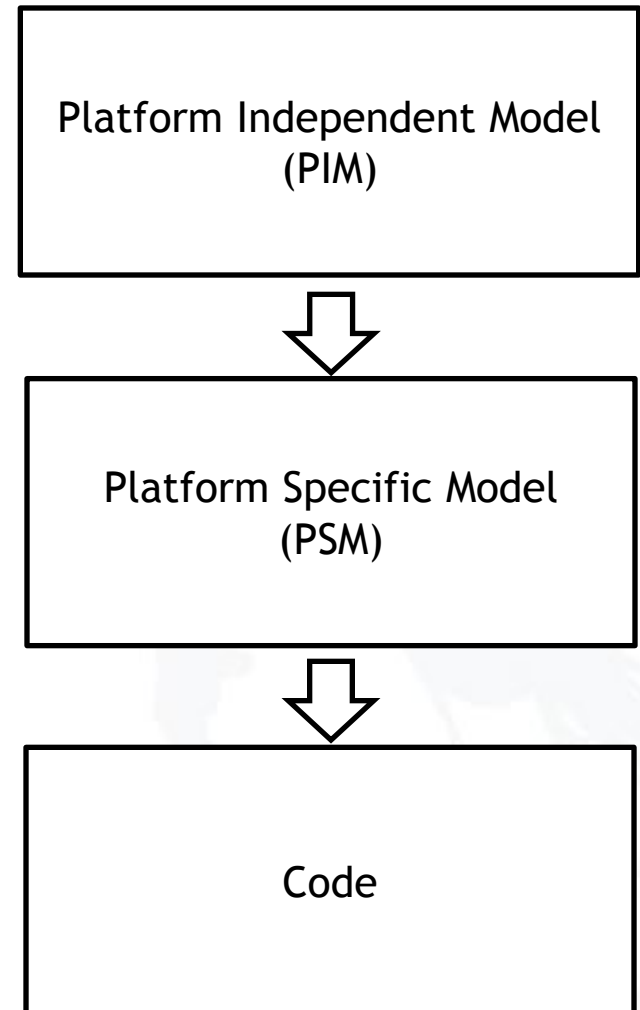 Platform Independent Model
(PIM)
Platform Specific Model
(PSM)
Code